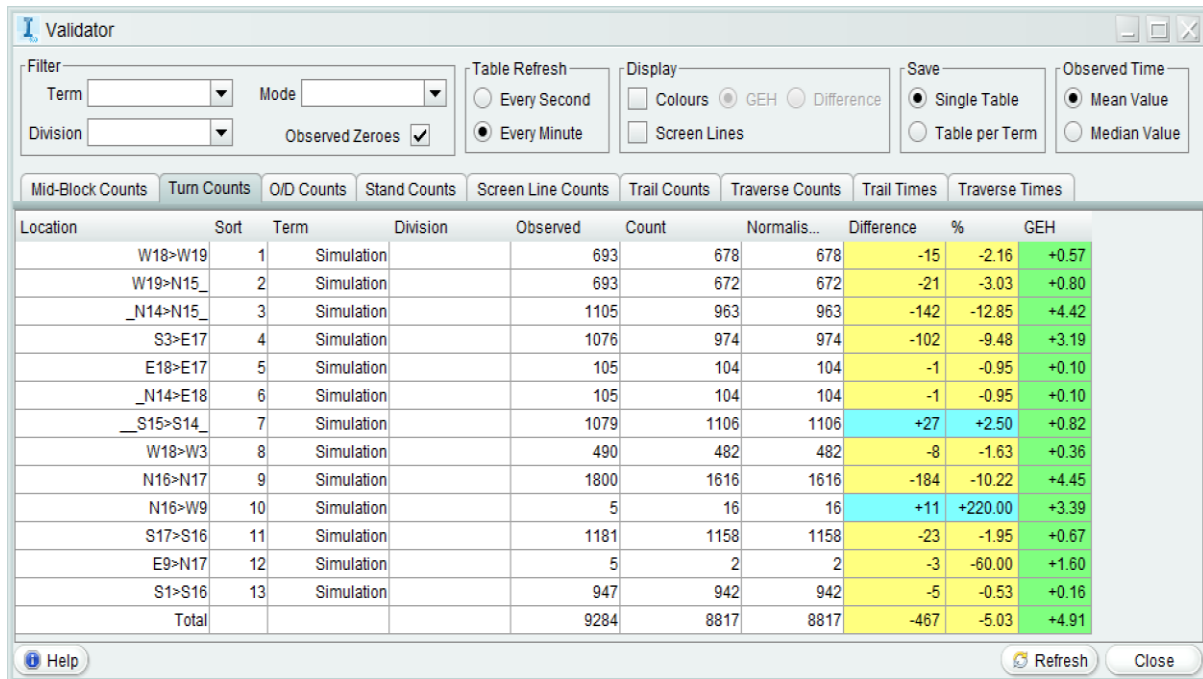 Validator
Filter Table Refresh Display Save Observed Time
Term Mode Every Second Colours GEH Difference Single Table Mean Value
Division Observed Zeroes Every Minute Screen Lines Table per Term Median Value
Mid-Block Counts Turn Counts O/D Counts Stand Counts Screen Line Counts Trail Counts Traverse Counts Trail Times Traverse Times
Location Sort Term Division Observed Count Normalis... Difference % GEH
W18>W19 1 Simulation 693 678 678 -15 -2.16 +0.57
W19>N15_ 2 Simulation 693 672 672 -21 -3.03 +0.80
_N14>N15_ 3 Simulation 1105 963 963 -142 -12.85 +4.42
S3>E17 4 Simulation 1076 974 974 -102 -9.48 +3.19
E18>E17 5 Simulation 105 104 104 -1 -0.95 +0.10
_N14>E18 6 Simulation 105 104 104 -1 -0.95 +0.10
__S15>S14_ 7 Simulation 1079 1106 1106 +27 +2.50 +0.82
W18>W3 8 Simulation 490 482 482 -8 -1.63 +0.36
N16>N17 9 Simulation 1800 1616 1616 -184 -10.22 +4.45
N16>W9 10 Simulation 5 16 16 +11 +220.00 +3.39
S17>S16 11 Simulation 1181 1158 1158 -23 -1.95 +0.67
E9>N17 12 Simulation 5 2 2 -3 -60.00 +1.60
S1>S16 13 Simulation 947 942 942 -5 -0.53 +0.16
Total 9284 8817 8817 -467 -5.03 +4.91
Help Refresh Close